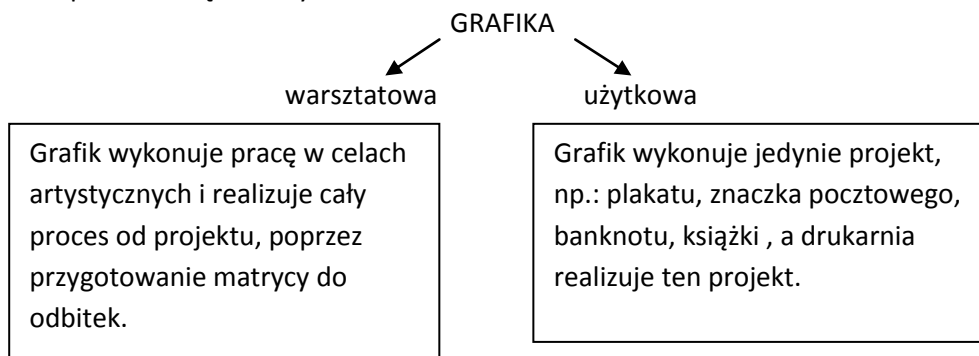 GRAFIKA
warsztatowa
użytkowa
Grafik wykonuje pracę w celach
artystycznych i realizuje cały
proces od projektu, poprzez
przygotowanie matrycy do
odbitek.
Grafik wykonuje jedynie projekt,
np.: plakatu, znaczka pocztowego,
banknotu, książki , a drukarnia
realizuje ten projekt.